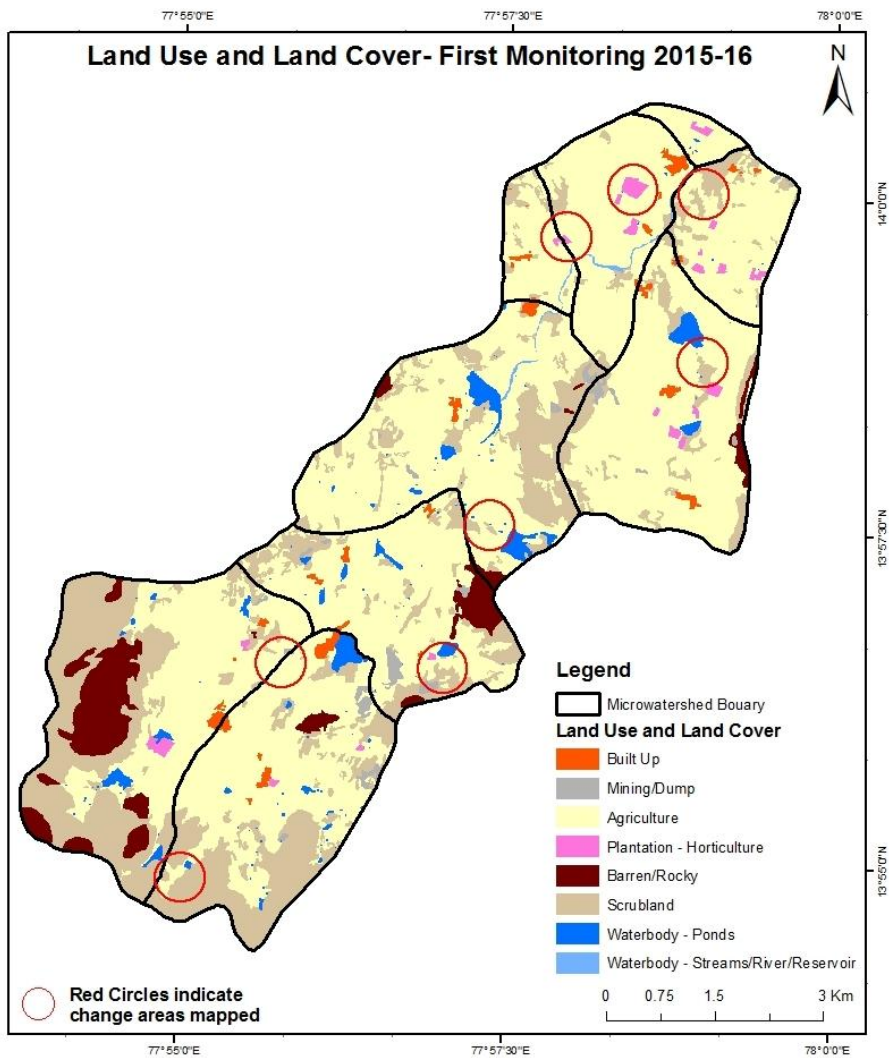 77°55'0"E
77°57'30"E
78°0'0"E
Land Use and Land Cover- First Monitoring 2015-16
N
14°0'0"N
13°57'30"N
13°55'0"N
Legend
Microwatershed Bouary
Land Use and Land Cover
Built Up
Mining/Dump
Agriculture
Plantation - Horticulture
Barren/Rocky
Scrubland
Waterbody - Ponds
Waterbody - Streams/River/Reservoir
Red Circles indicate
change areas mapped
0 0.75 1.5 3 Km
77°55'0"E
77°57'30"E
78°0'0"E